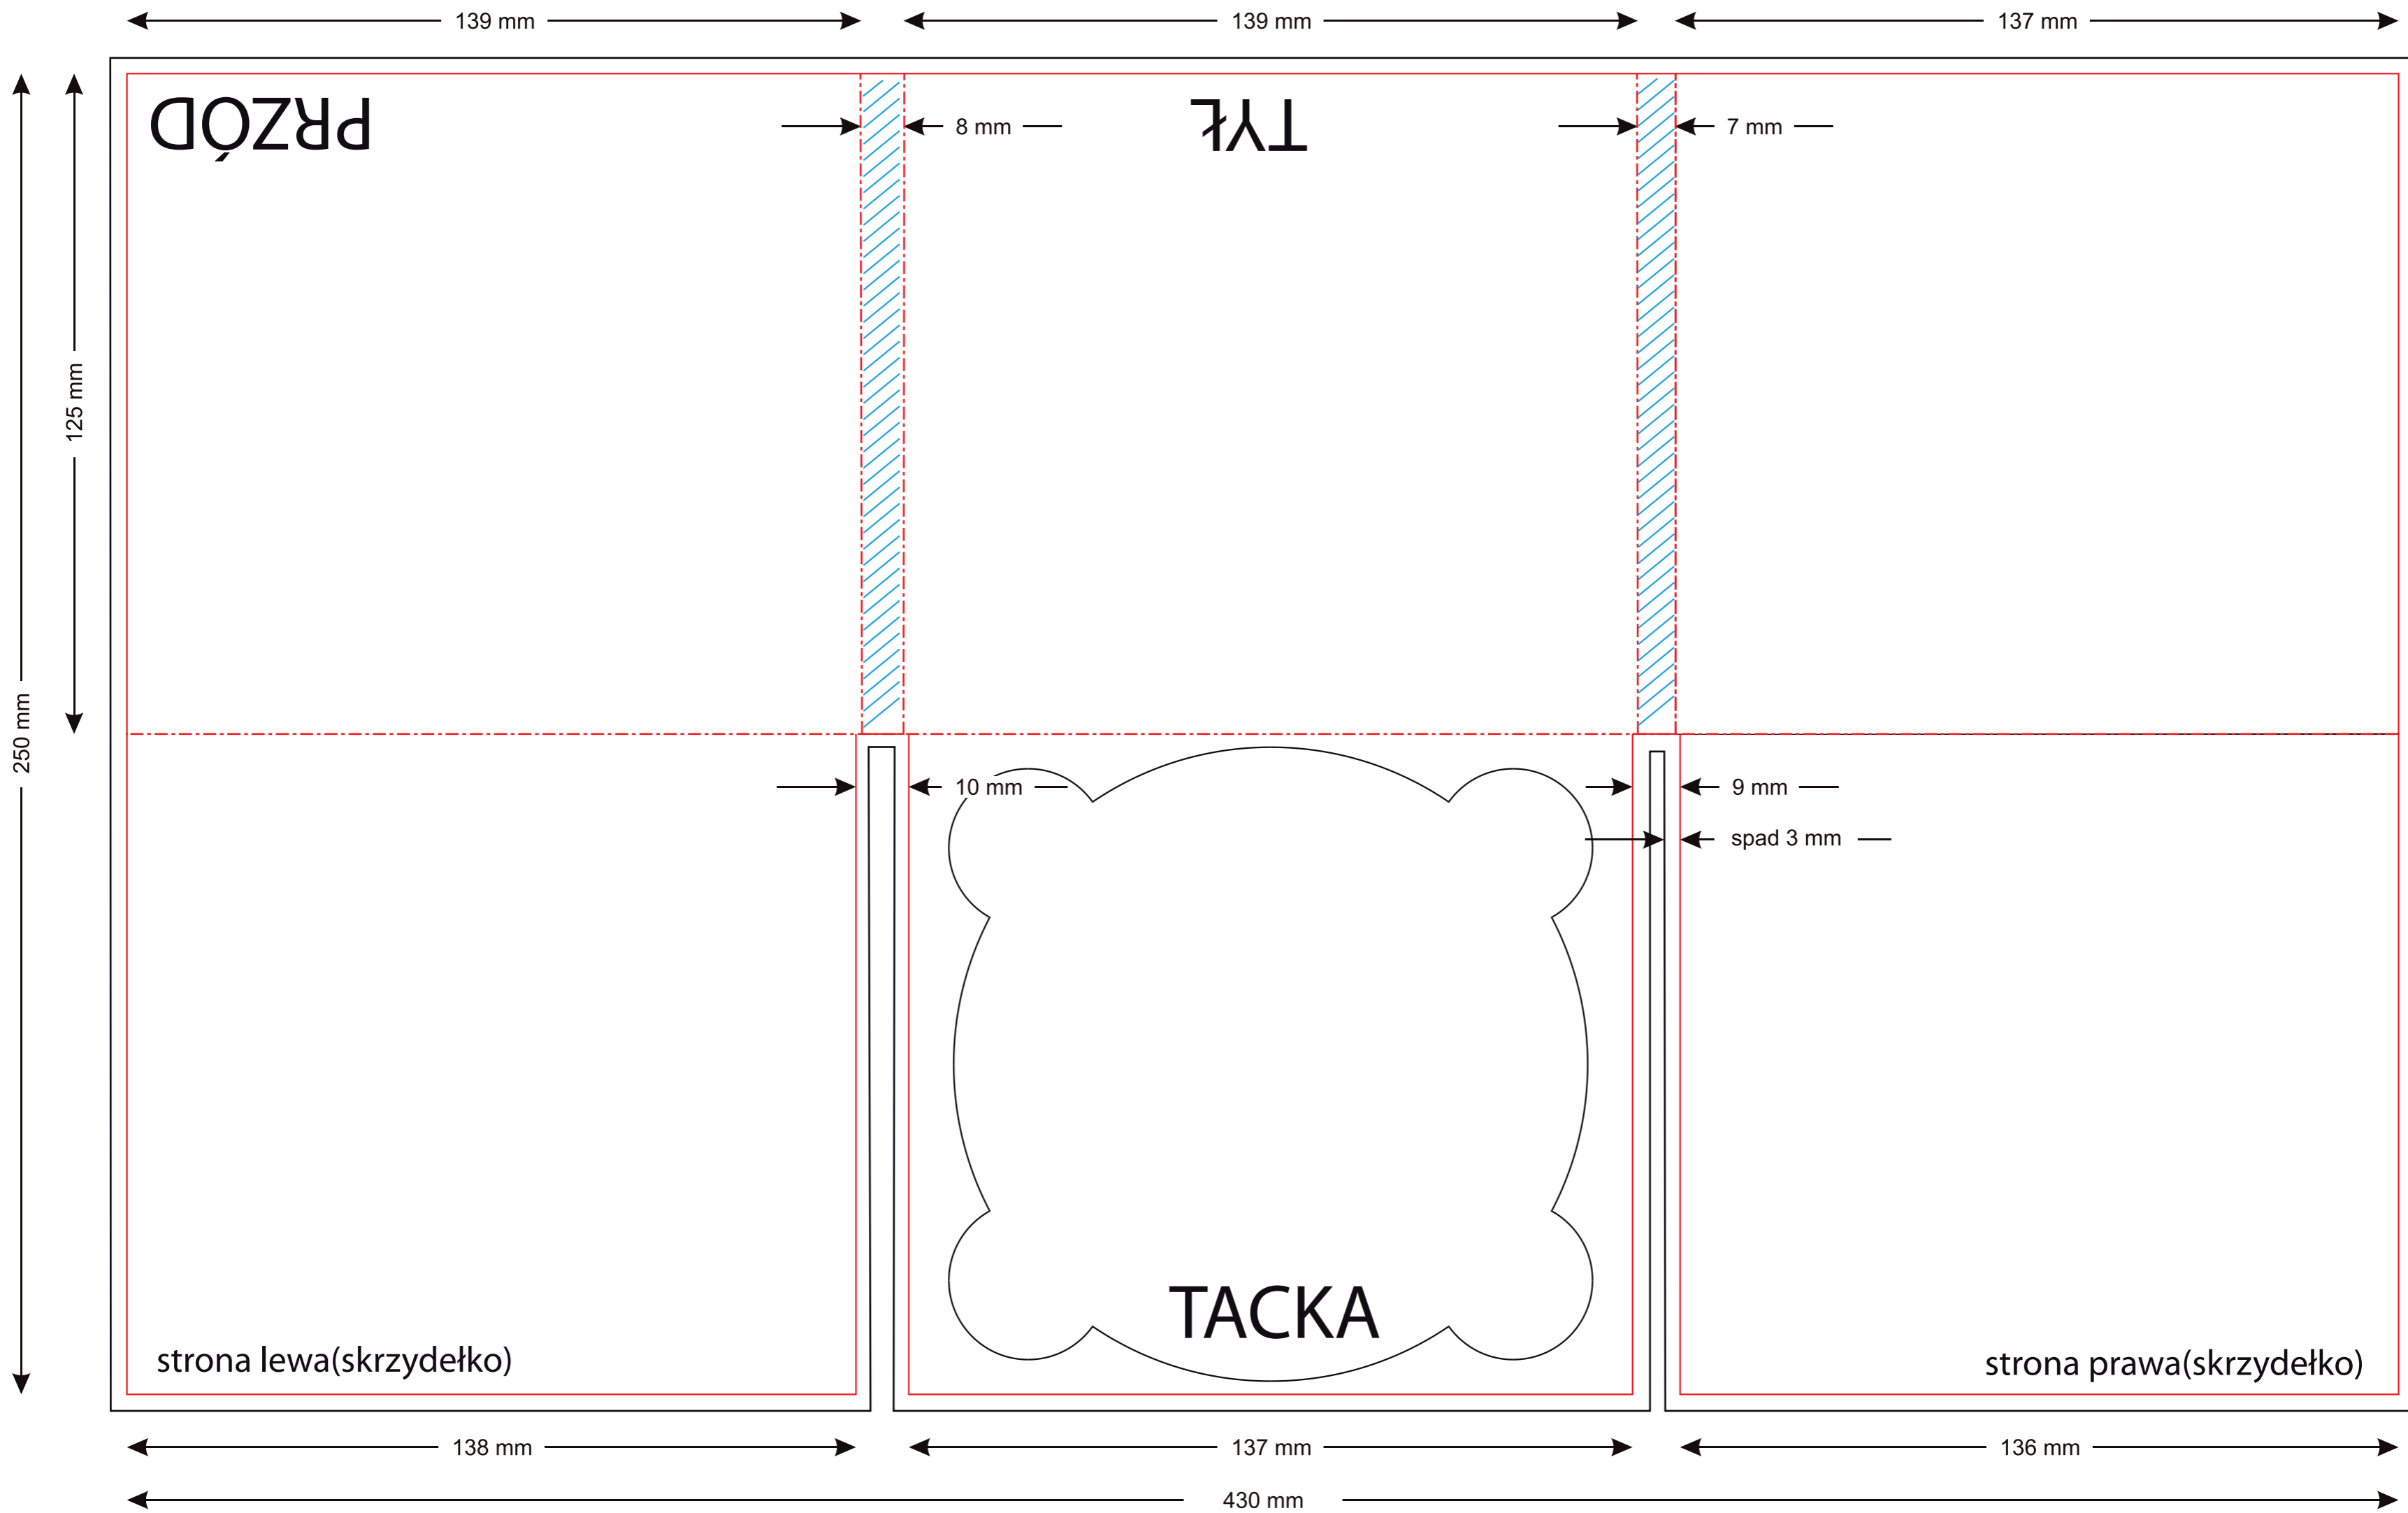 139 mm
139 mm
137 mm
PRZÓD
8 mm
TYŁ
7 mm
125 mm
250 mm
10 mm
9 mm
spad 3 mm
TACKA
strona lewa(skrzydełko)
strona prawa(skrzydełko)
138 mm
137 mm
136 mm
430 mm